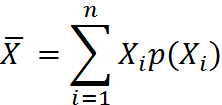 X̄ = ∑_{i=1}^{n} X_i p(X_i)